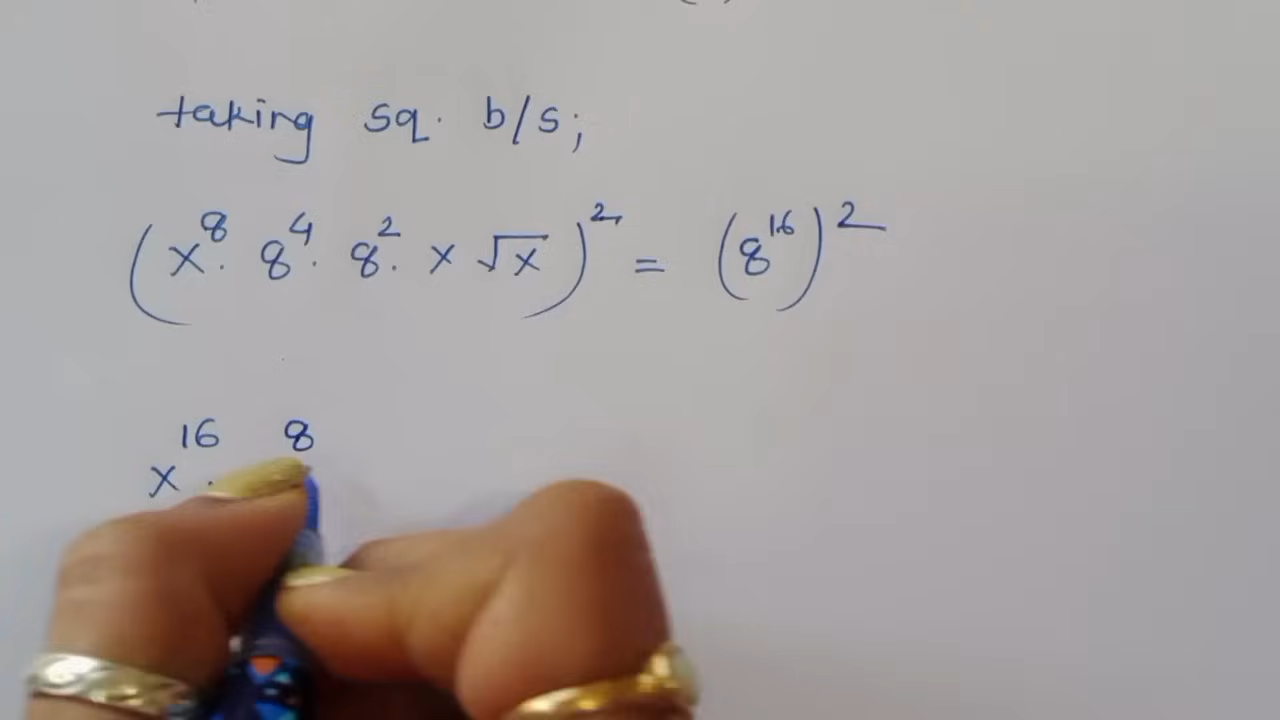 taking sq. b/s;
(x⁸. 8⁴. 8². × √x)² = (8¹⁶)²
x¹⁶. ⁸